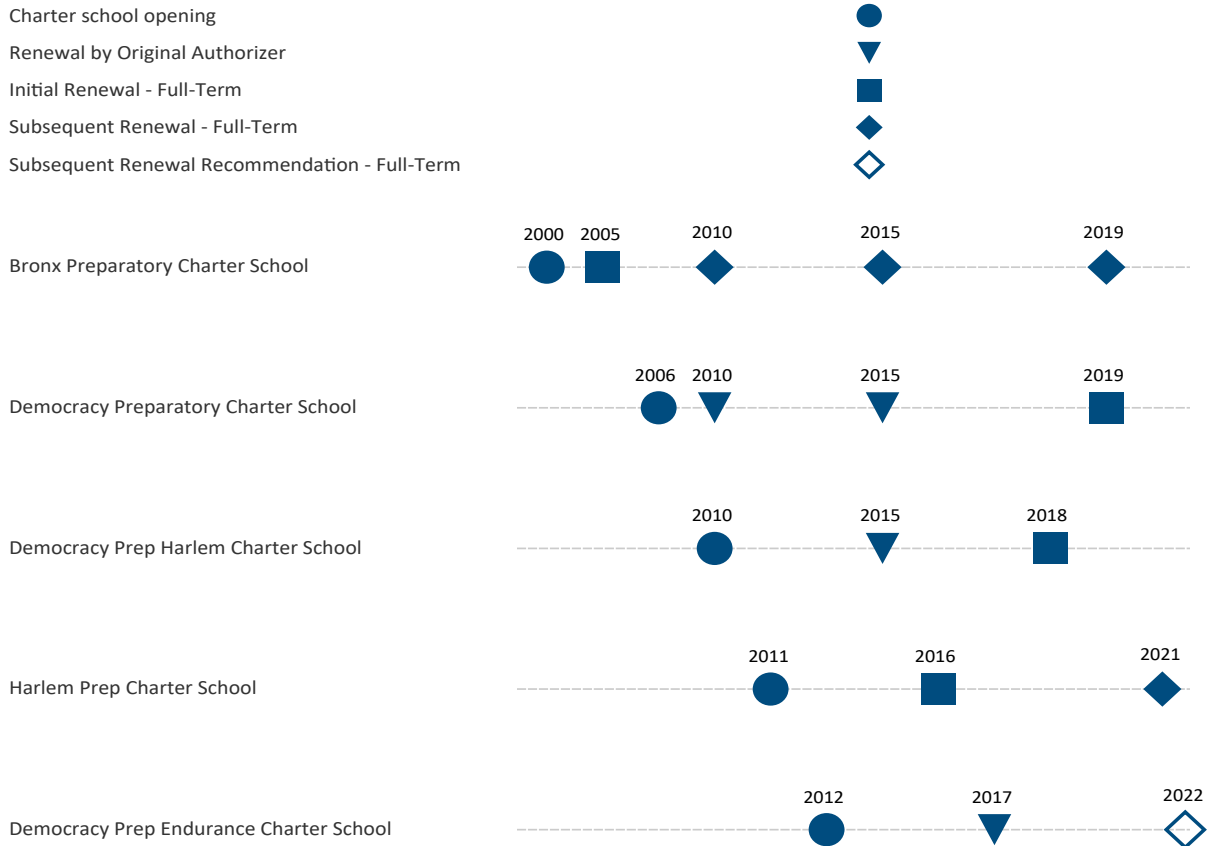 Charter school opening
Renewal by Original Authorizer
Initial Renewal - Full-Term
Subsequent Renewal - Full-Term
Subsequent Renewal Recommendation - Full-Term
2000 2005 2010 2015 2019
Bronx Preparatory Charter School
2006 2010 2015 2019
Democracy Preparatory Charter School
2010 2015 2018
Democracy Prep Harlem Charter School
2011 2016 2021
Harlem Prep Charter School
2012 2017 2022
Democracy Prep Endurance Charter School